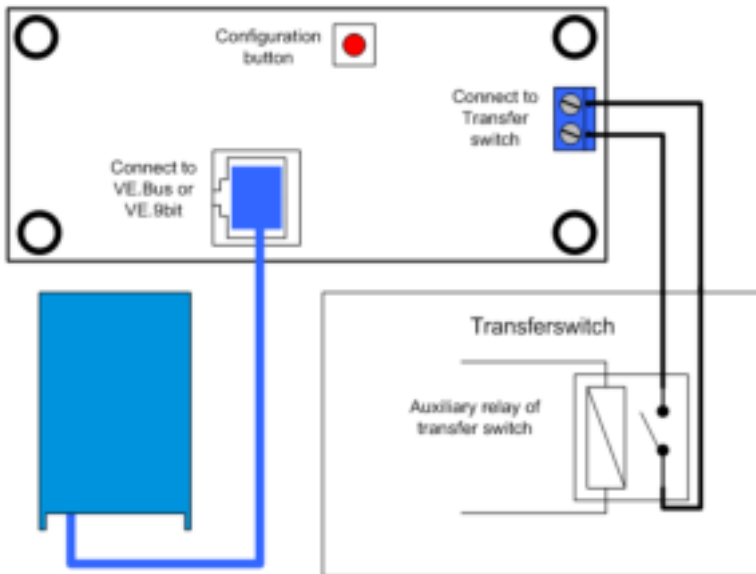 Configuration
button
Connect to
Transfer
switch
Connect to
VE.Bus or
VE.9bit
Transferswitch
Auxiliary relay of
transfer switch